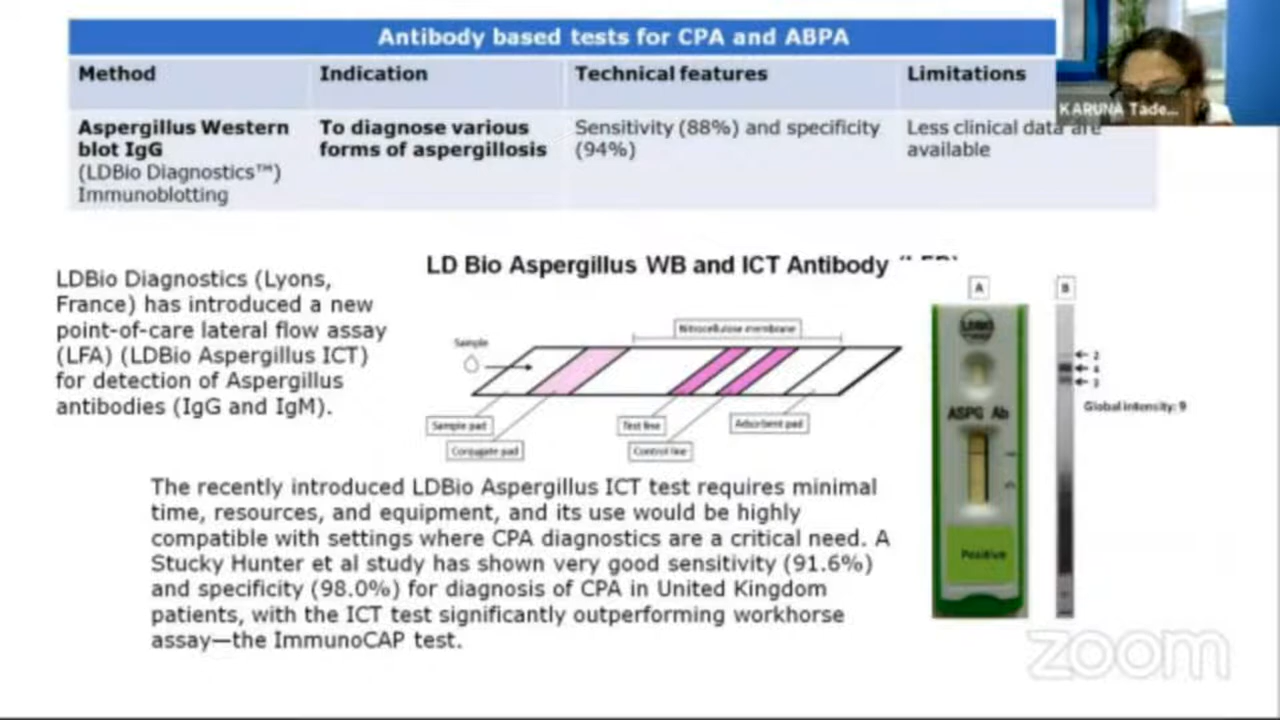 Antibody based tests for CPA and ABPA
Method Indication Technical features Limitations
KARUNA Tade...
Aspergillus Western To diagnose various Sensitivity (88%) and specificity Less clinical data are
blot IgG forms of aspergillosis (94%) available
(LDBio Diagnostics™)
Immunoblotting
LD Bio Aspergillus WB and ICT Antibody
LDBio Diagnostics (Lyons,
France) has introduced a new
point-of-care lateral flow assay
(LFA) (LDBio Aspergillus ICT)
for detection of Aspergillus
antibodies (IgG and IgM).
Nitrocellulose membrane
Sample
Sample pad
Conjugate pad
Test line
Control line
Adsorbent pad
A
B
LDBIO
ASPG Ab
Positive
2
4
3
Global intensity: 9
The recently introduced LDBio Aspergillus ICT test requires minimal
time, resources, and equipment, and its use would be highly
compatible with settings where CPA diagnostics are a critical need. A
Stucky Hunter et al study has shown very good sensitivity (91.6%)
and specificity (98.0%) for diagnosis of CPA in United Kingdom
patients, with the ICT test significantly outperforming workhorse
assay—the ImmunoCAP test.
zoom